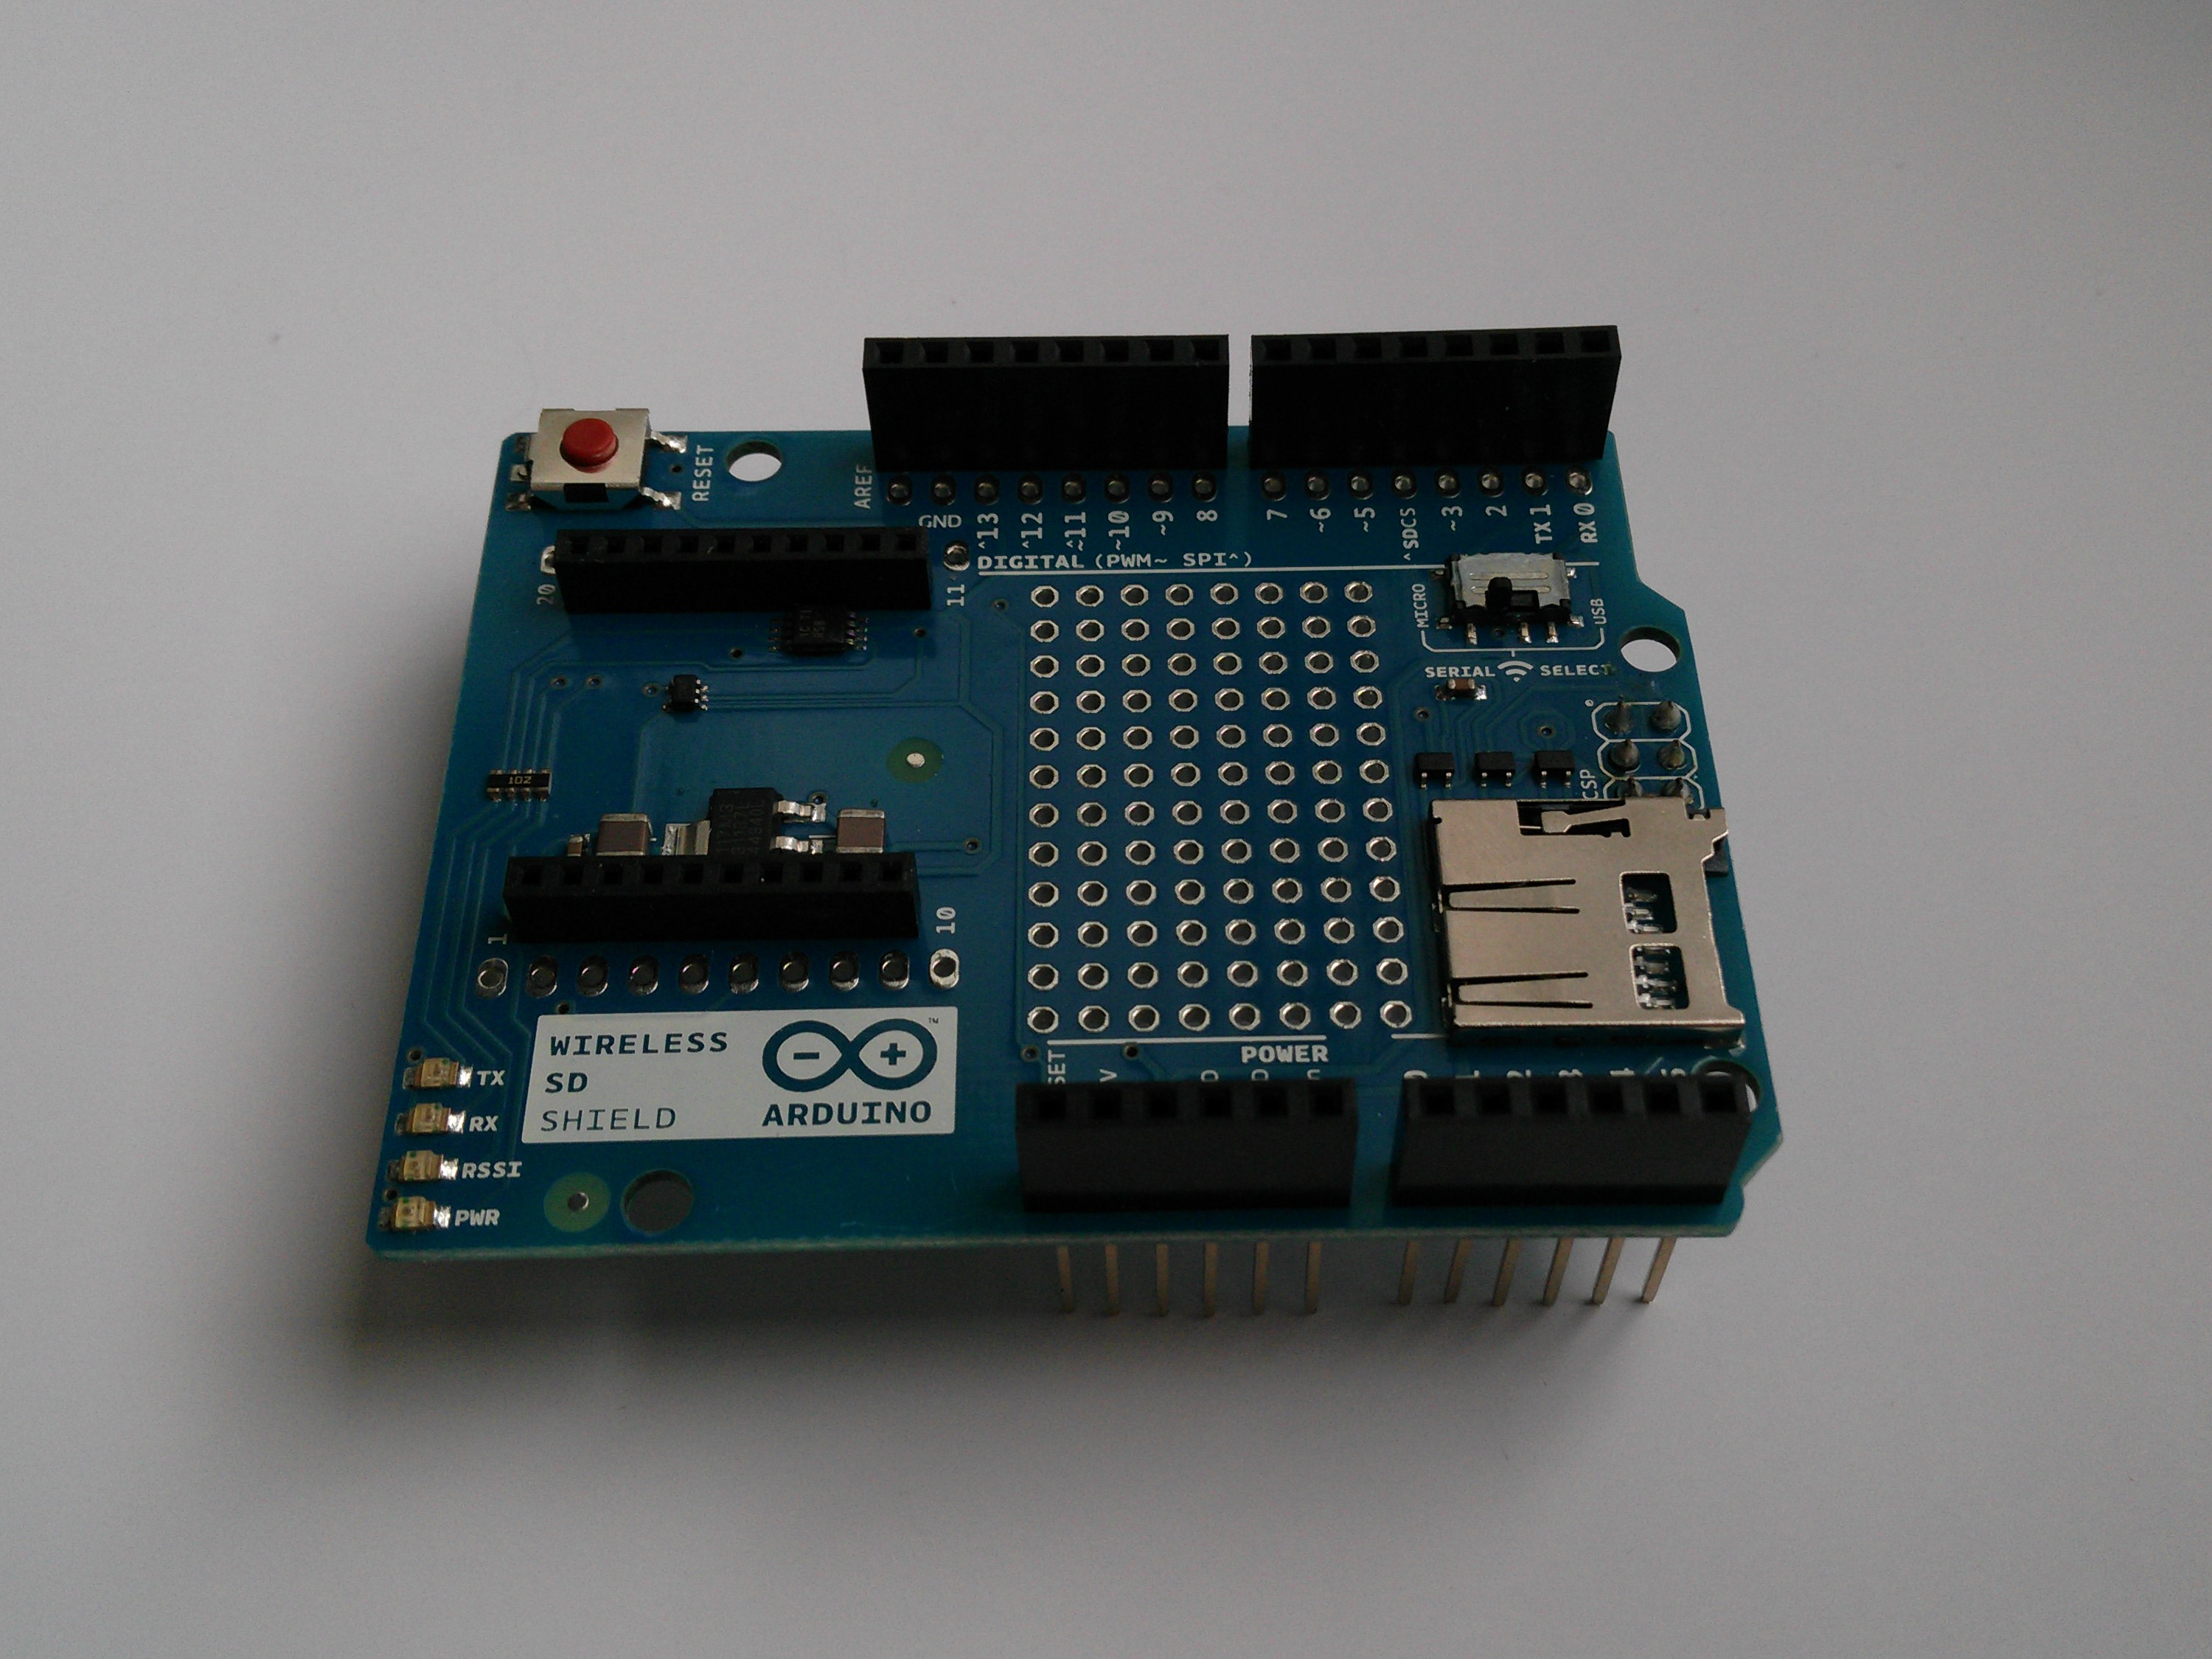 RESET
AREF
GND
^13
^12
~^11
~10
~9
8
7
~6
~5
^SDCS
~3
2
TX 1
RX 0
DIGITAL (PWM~ SPI^)
20
11
MICRO
USB
SERIAL SELECT
102
CSP
1
10
WIRELESS
SD
SHIELD
™
ARDUINO
POWER
TX
RX
RSSI
PWR